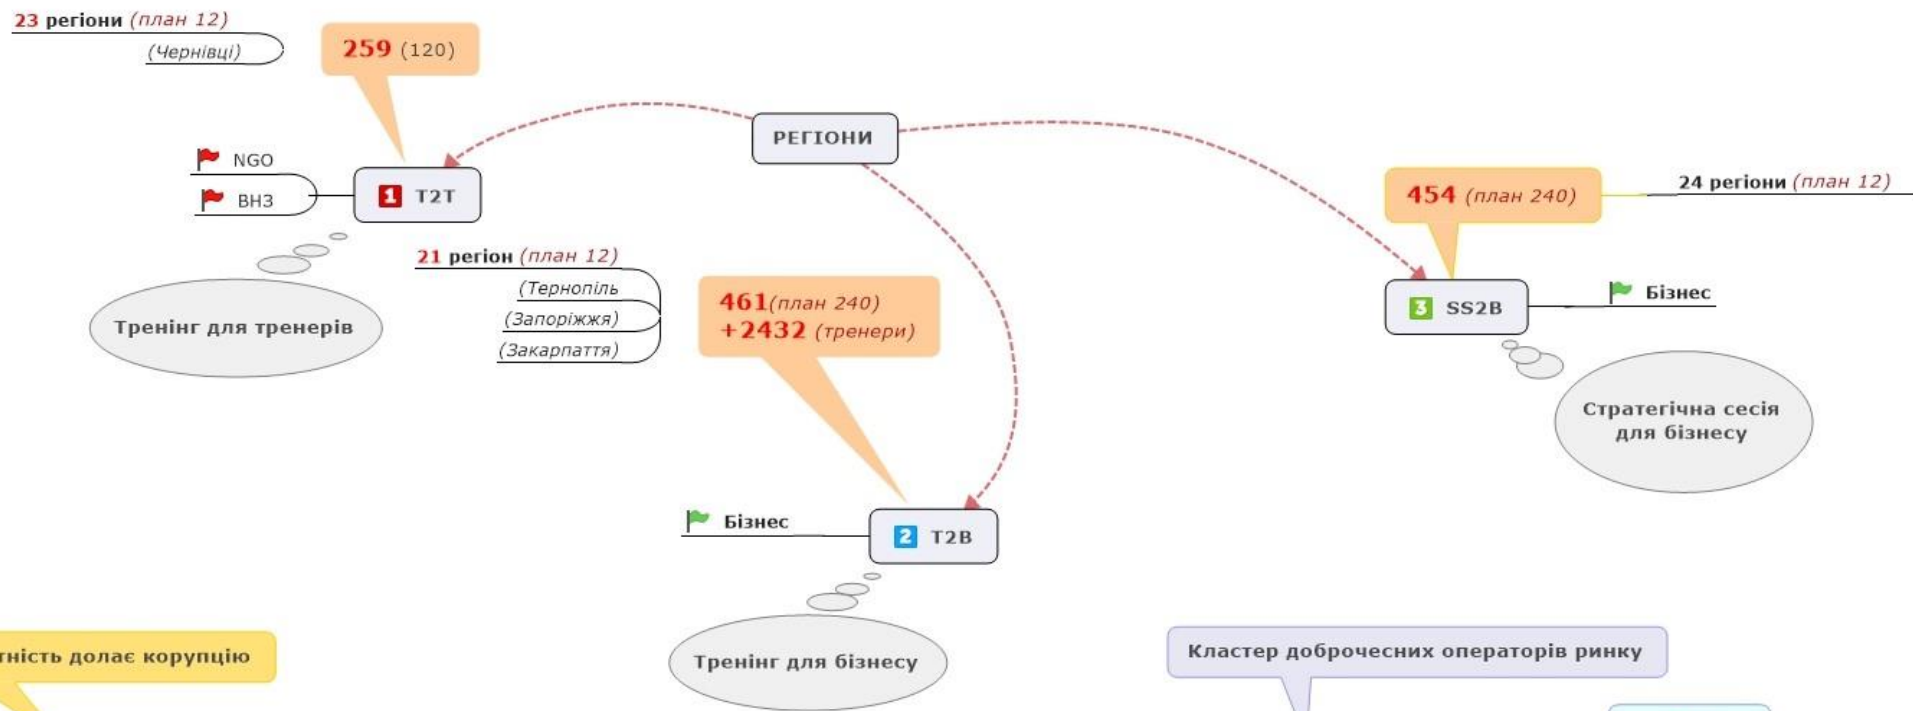 23 регіони (план 12)
(Чернівці)
259 (120)
РЕГІОНИ
NGO
ВНЗ
1 T2T
Тренінг для тренерів
21 регіон (план 12)
(Тернопіль
(Запоріжжя)
(Закарпаття)
461(план 240)
+2432 (тренери)
454 (план 240)
24 регіони (план 12)
3 SS2B
Бізнес
Стратегічна сесія
для бізнесу
Бізнес
2 T2B
Тренінг для бізнесу
долає корупцію
Кластер доброчесних операторів ринку